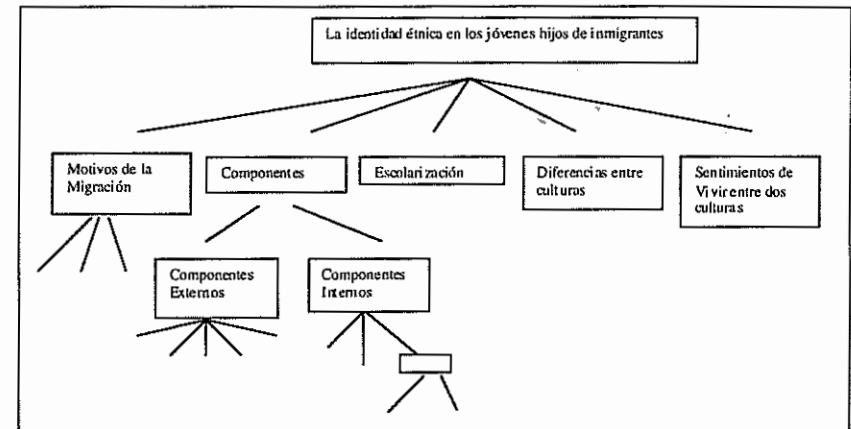 La identidad étnica en los jóvenes hijos de inmigrantes
Motivos de la
Migración
Componentes
Escolarización
Diferencias entre
culturas
Sentimientos de
Vivir entre dos
culturas
Componentes
Externos
Componentes
Internos